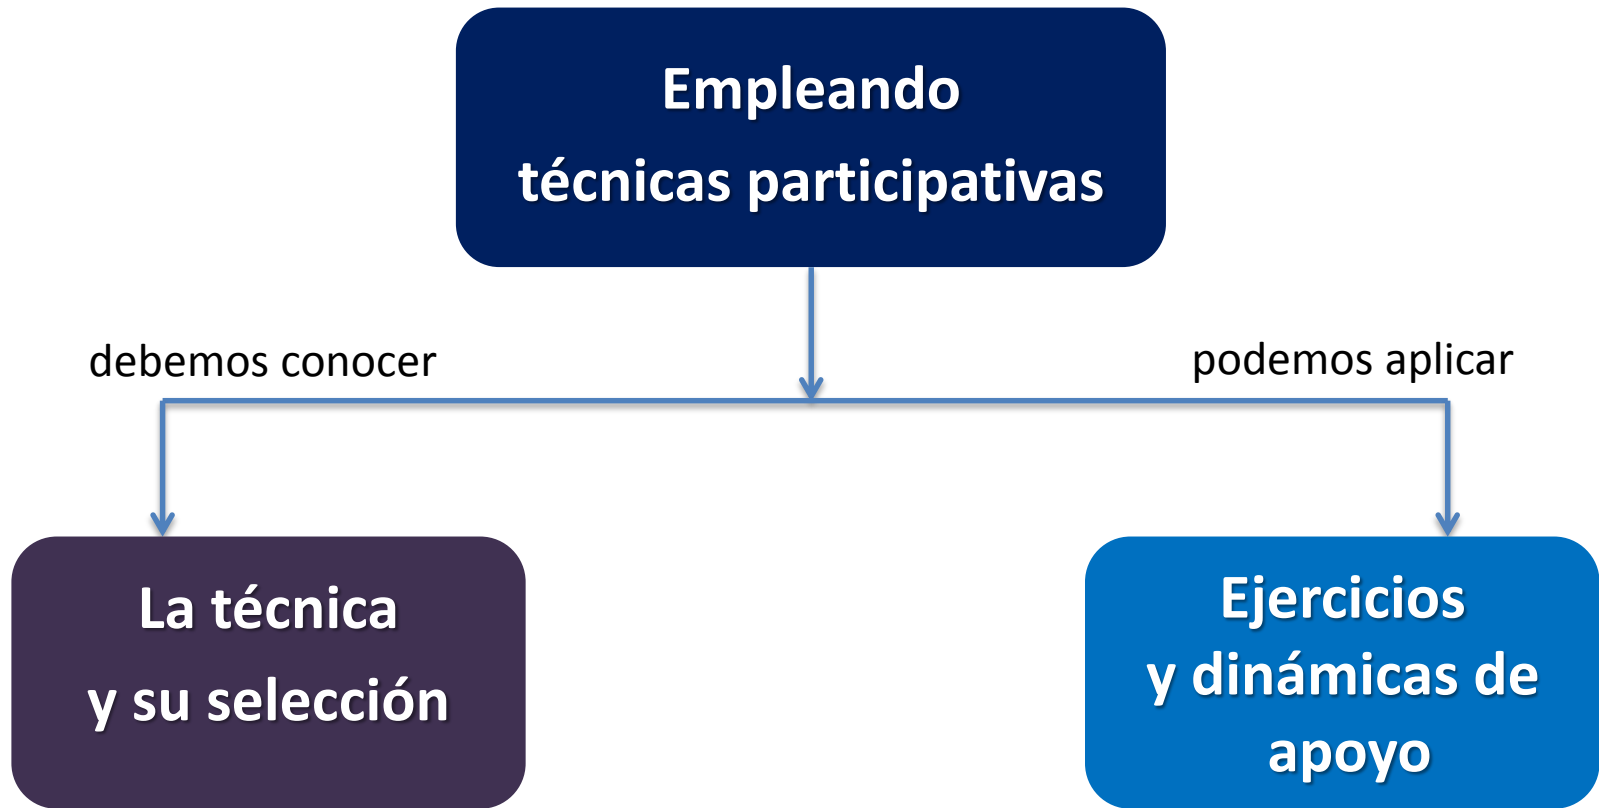 Empleando
técnicas participativas
debemos conocer
podemos aplicar
La técnica
y su selección
Ejercicios
y dinámicas de
apoyo